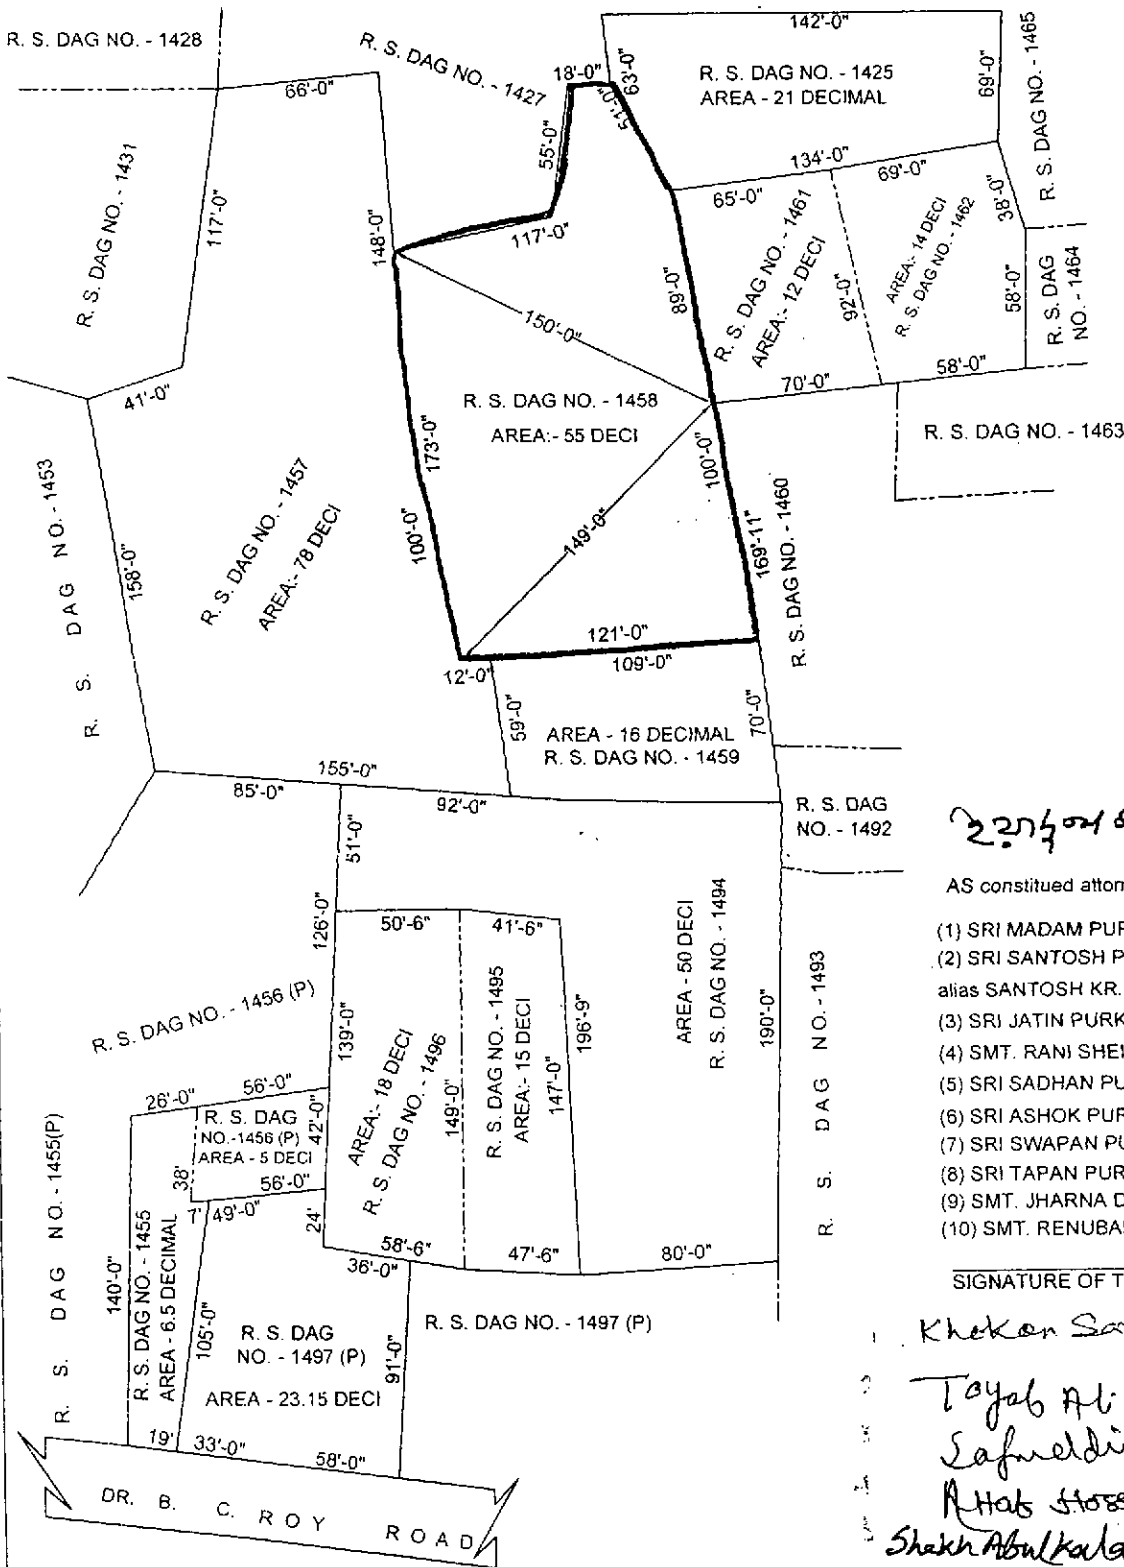 R. S. DAG NO. - 1428
R. S. DAG NO. - 1427
142'-0"
R. S. DAG NO. - 1425
AREA - 21 DECIMAL
R. S. DAG NO. - 1465
66'-0"
18'-0"
63'-0"
51'-0"
69'-0"
55'-0"
134'-0"
R. S. DAG NO. - 1431
117'-0"
148'-0"
117'-0"
65'-0"
69'-0"
38'-0"
R. S. DAG NO. - 1461
AREA:- 12 DECI
92'-0"
AREA:- 14 DECI
R. S. DAG NO. - 1462
58'-0"
R. S. DAG
NO. - 1464
89'-0"
150'-0"
41'-0"
70'-0"
58'-0"
R. S. DAG NO. - 1458
AREA:- 55 DECI
R. S. DAG NO. - 1463
R. S. DAG NO. - 1453
158'-0"
R. S. DAG NO. - 1457
AREA:- 78 DECI
173'-0"
100'-0"
149'-0"
100'-0"
169'-11"
R. S. DAG NO. - 1460
121'-0"
109'-0"
12'-0"
59'-0"
AREA - 16 DECIMAL
R. S. DAG NO. - 1459
70'-0"
155'-0"
85'-0"
92'-0"
R. S. DAG
NO. - 1492
51'-0"
126'-0"
50'-6"
41'-6"
AREA - 50 DECI
R. S. DAG NO. - 1494
AS constitued attorn
(1) SRI MADAM PUR
(2) SRI SANTOSH P
alias SANTOSH KR.
(3) SRI JATIN PURK
(4) SMT. RANI SHE
(5) SRI SADHAN PU
(6) SRI ASHOK PUR
(7) SRI SWAPAN PU
(8) SRI TAPAN PUR
(9) SMT. JHARNA D
(10) SMT. RENUBA
SIGNATURE OF T
R. S. DAG NO. - 1456 (P)
139'-0"
AREA:- 18 DECI
R. S. DAG NO. - 1496
149'-0"
R. S. DAG NO. - 1495
AREA:- 15 DECI
147'-0"
196'-9"
190'-0"
R. S. DAG NO. - 1493
26'-0"
56'-0"
R. S. DAG
NO.-1456 (P)
AREA - 5 DECI
42'-0"
38'
56'-0"
7'
49'-0"
24'
58'-6"
47'-6"
80'-0"
36'-0"
R. S. DAG NO. - 1455(P)
140'-0"
R. S. DAG NO. - 1455
AREA - 6.5 DECIMAL
105'-0"
R. S. DAG
NO. - 1497 (P)
AREA - 23.15 DECI
91'-0"
R. S. DAG NO. - 1497 (P)
19'
33'-0"
58'-0"
DR. B. C. ROY ROAD
Khokon
Tayab Ali